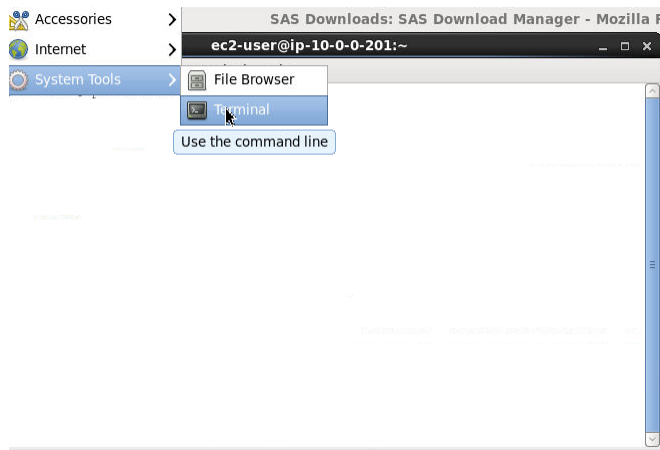 Accessories
SAS Downloads: SAS Download Manager - Mozilla F
Internet
ec2-user@ip-10-0-0-201:~
System Tools
File Browser
Terminal
Use the command line